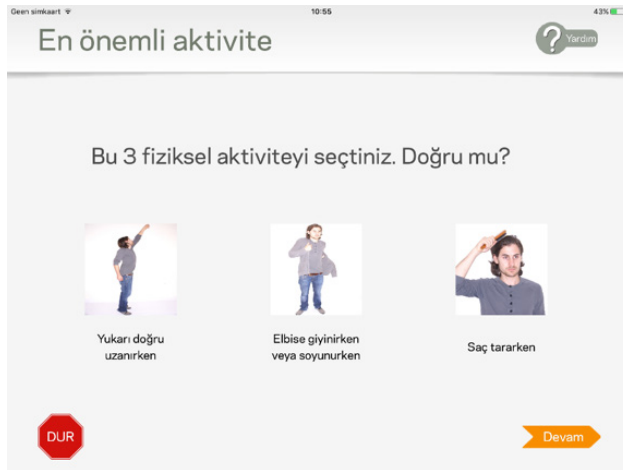 Geen simkaart 10:55 43%
En önemli aktivite
? Yardım
Bu 3 fiziksel aktiviteyi seçtiniz. Doğru mu?
Yukarı doğru
uzanırken
Elbise giyinirken
veya soyunurken
Saç tararken
DUR
Devam